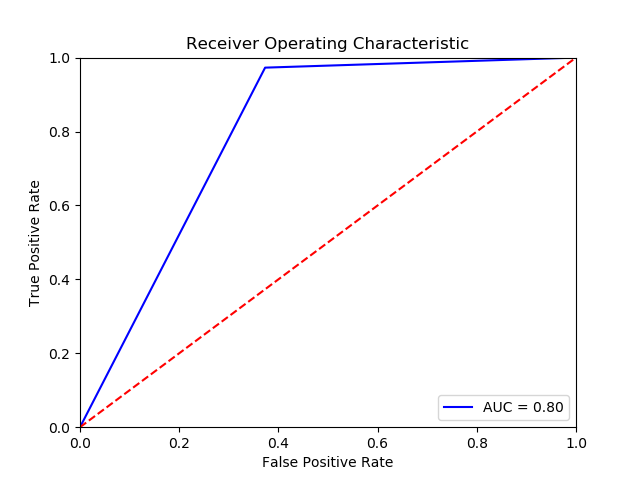 Receiver Operating Characteristic
True Positive Rate
1.0
0.8
0.6
0.4
0.2
0.0
AUC = 0.80
0.0 0.2 0.4 0.6 0.8 1.0
False Positive Rate